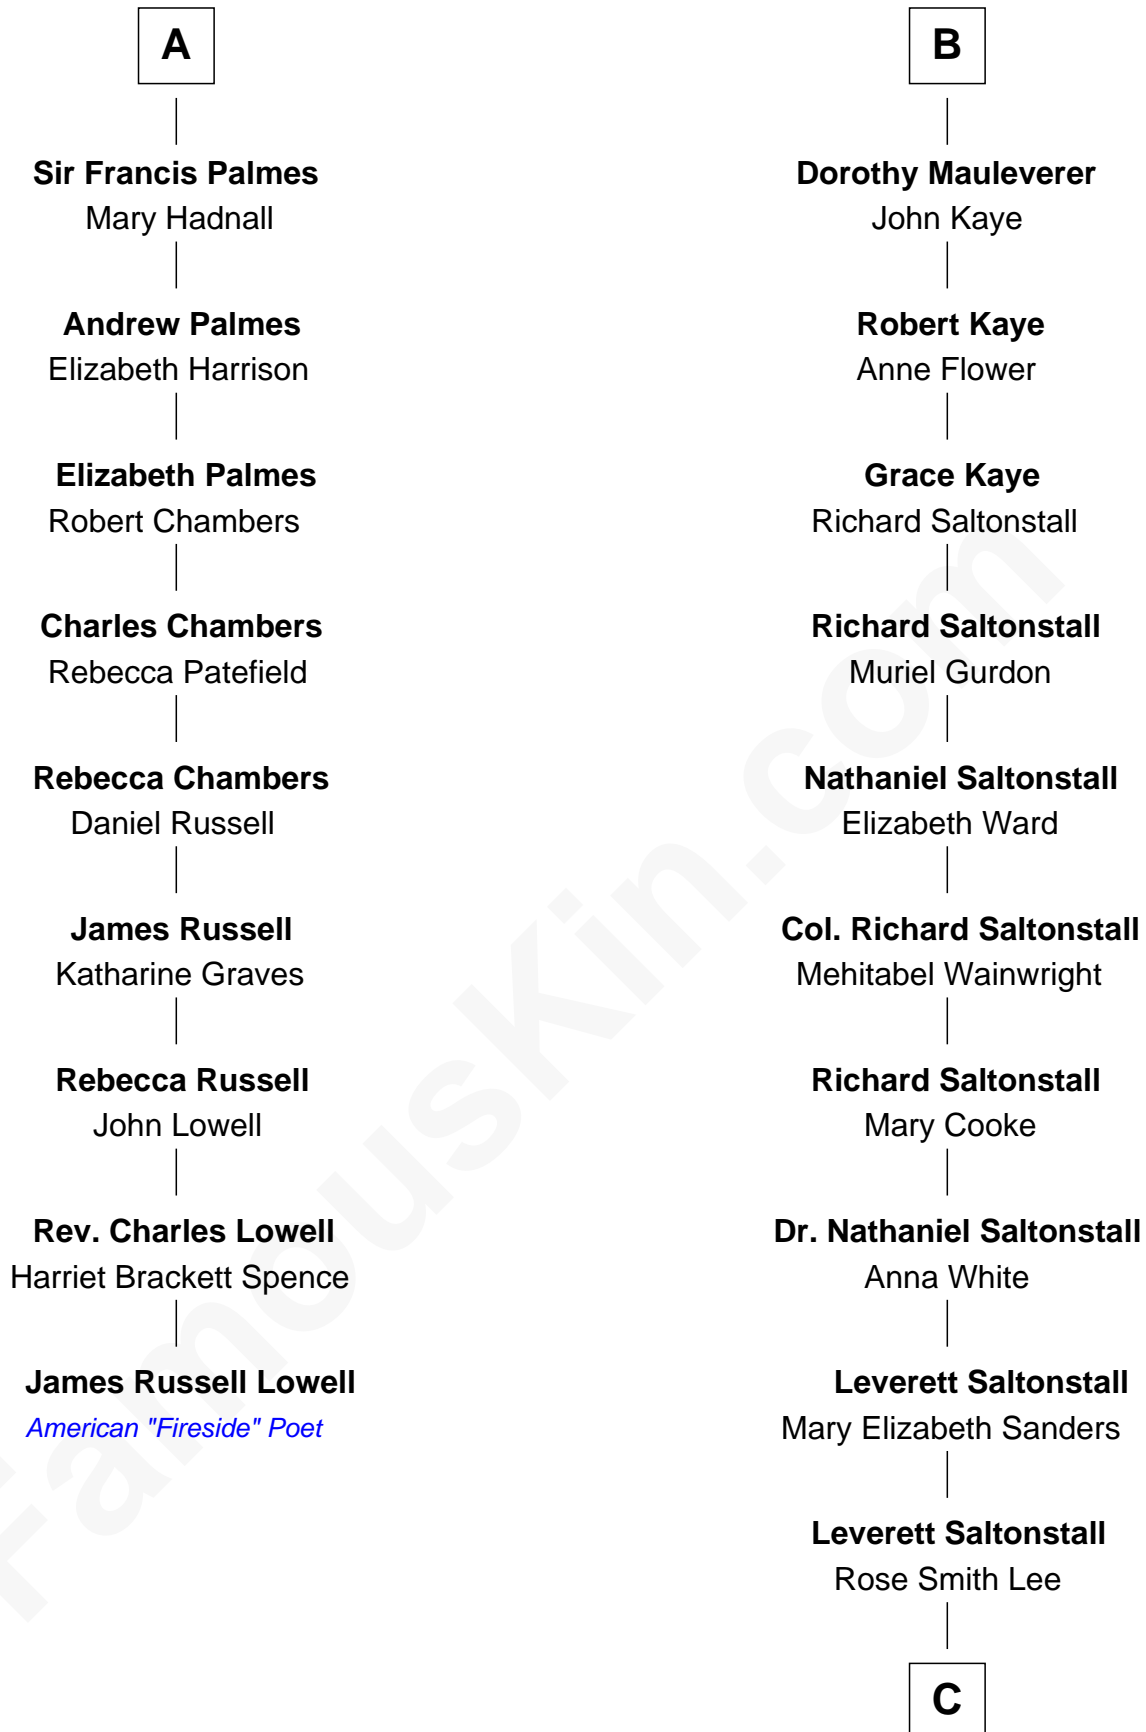 A
Sir Francis Palmes
Mary Hadnall
Andrew Palmes
Elizabeth Harrison
Elizabeth Palmes
Robert Chambers
Charles Chambers
Rebecca Patefield
Rebecca Chambers
Daniel Russell
James Russell
Katharine Graves
Rebecca Russell
John Lowell
Rev. Charles Lowell
Harriet Brackett Spence
James Russell Lowell
American "Fireside" Poet
B
Dorothy Mauleverer
John Kaye
Robert Kaye
Anne Flower
Grace Kaye
Richard Saltonstall
Richard Saltonstall
Muriel Gurdon
Nathaniel Saltonstall
Elizabeth Ward
Col. Richard Saltonstall
Mehitabel Wainwright
Richard Saltonstall
Mary Cooke
Dr. Nathaniel Saltonstall
Anna White
Leverett Saltonstall
Mary Elizabeth Sanders
Leverett Saltonstall
Rose Smith Lee
C
FamousKin.com